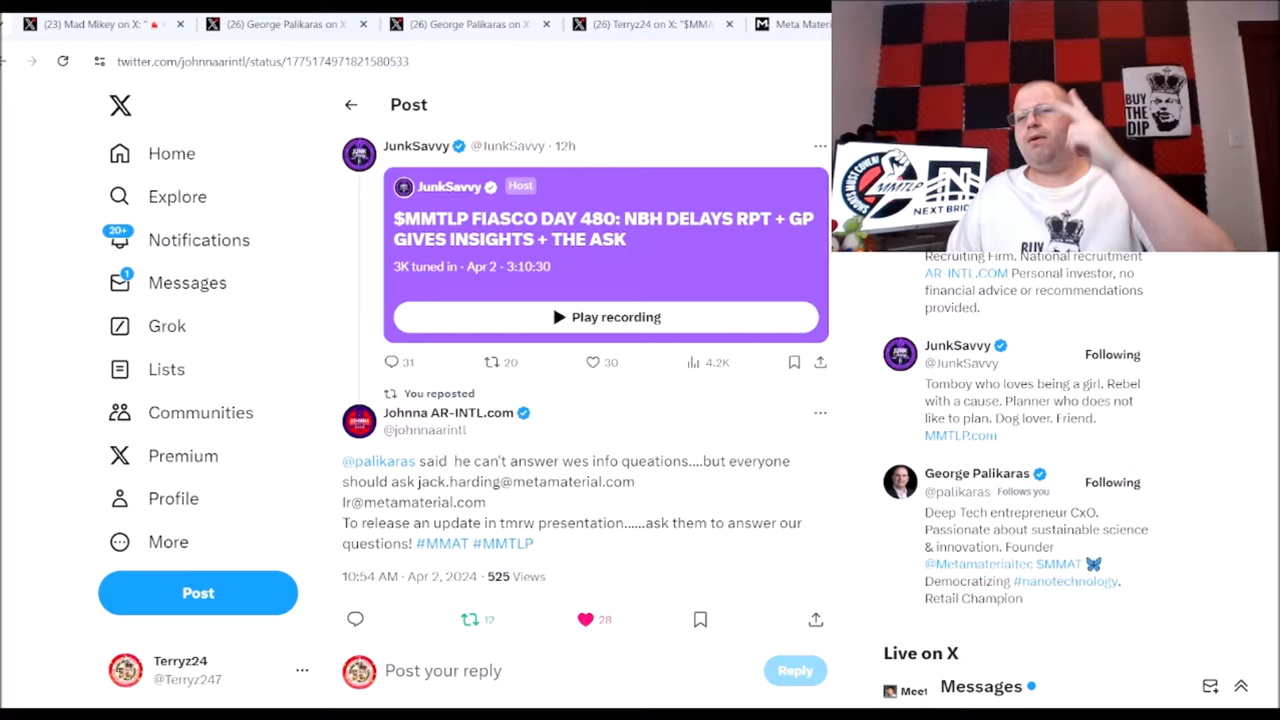 (23) Mad Mikey on X: "
(26) George Palikaras on X
(26) George Palikaras on X
(26) Terryz24 on X: "$MMA
Meta Materi
twitter.com/johnnaarintl/status/1775174971821580533
X
Home
Explore
20+
Notifications
1
Messages
Grok
Lists
Communities
Premium
Profile
More
Post
Terryz24
@Terryz247
Post
JunkSavvy @JunkSavvy · 12h
JunkSavvy Host
$MMTLP FIASCO DAY 480: NBH DELAYS RPT + GP
GIVES INSIGHTS + THE ASK
3K tuned in · Apr 2 · 3:10:30
Play recording
31 20 30 4.2K
You reposted
Johnna AR-INTL.com
@johnnaarintl
@palikaras said he can't answer wes info queations....but everyone
should ask jack.harding@metamaterial.com
Ir@metamaterial.com
To release an update in tmrw presentation......ask them to answer our
questions! #MMAT #MMTLP
10:54 AM · Apr 2, 2024 · 525 Views
12 28
Post your reply
Reply
BUY
THE
DIP
SHORTS MUST COVER!
MMTLP
NEXT BRI
BUY
Recruiting Firm. National recruitment
AR-INTL.COM Personal investor, no
financial advice or recommendations
provided.
JunkSavvy
@JunkSavvy
Following
Tomboy who loves being a girl. Rebel
with a cause. Planner who does not
like to plan. Dog lover. Friend.
MMTLP.com
George Palikaras
@palikaras Follows you
Following
Deep Tech entrepreneur CxO.
Passionate about sustainable science
& innovation. Founder
@Metamaterialtec $MMAT 🦋
Democratizing #nanotechnology.
Retail Champion
Live on X
Meet
Messages